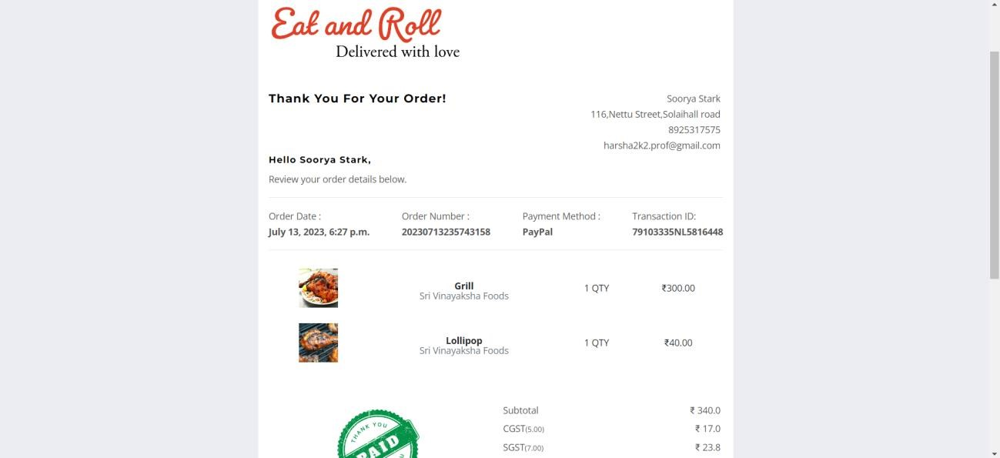 Eat and Roll
Delivered with love
Thank You For Your Order!
Soorya Stark
116,Nettu Street,Solaihall road
8925317575
harsha2k2.prof@gmail.com
Hello Soorya Stark,
Review your order details below.
Order Date : Order Number : Payment Method : Transaction ID:
July 13, 2023, 6:27 p.m. 20230713235743158 PayPal 79103335NL5816448
Grill
Sri Vinayaksha Foods
1 QTY ₹300.00
Lollipop
Sri Vinayaksha Foods
1 QTY ₹40.00
Subtotal ₹ 340.0
CGST(5.00) ₹ 17.0
SGST(7.00) ₹ 23.8
THANK YOU
PAID